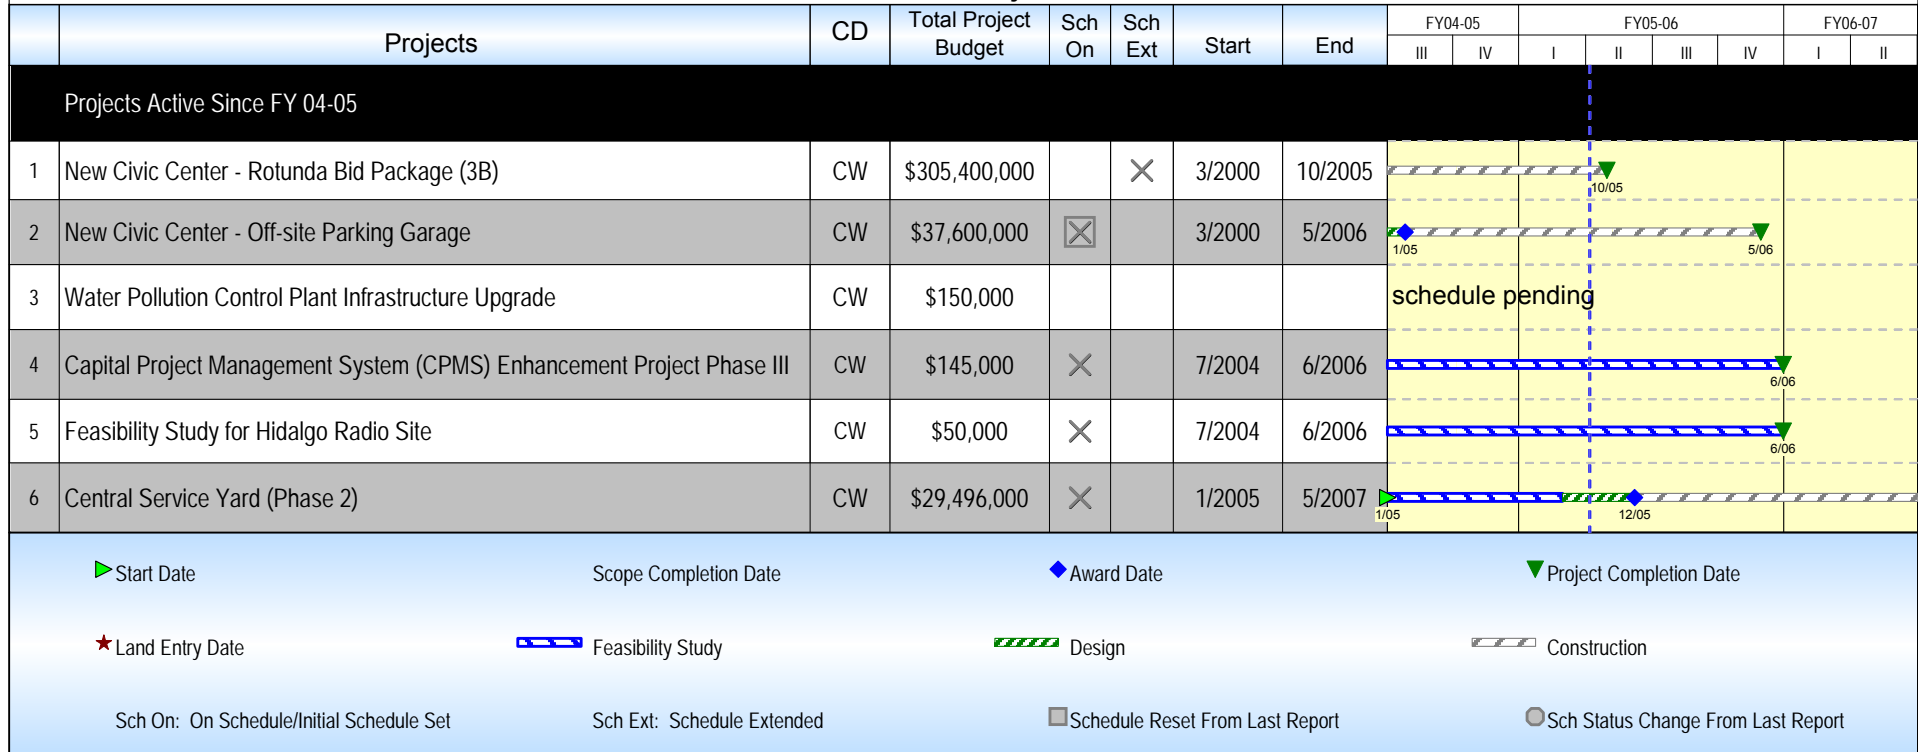 Projects CD Total Project Budget Sch On Sch Ext Start End FY04-05 FY05-06 FY06-07
III IV I II III IV I II
Projects Active Since FY 04-05
1 New Civic Center - Rotunda Bid Package (3B) CW $305,400,000 3/2000 10/2005 10/05
2 New Civic Center - Off-site Parking Garage CW $37,600,000 3/2000 5/2006 1/05 5/06
3 Water Pollution Control Plant Infrastructure Upgrade CW $150,000 schedule pending
4 Capital Project Management System (CPMS) Enhancement Project Phase III CW $145,000 7/2004 6/2006 6/06
5 Feasibility Study for Hidalgo Radio Site CW $50,000 7/2004 6/2006 6/06
6 Central Service Yard (Phase 2) CW $29,496,000 1/2005 5/2007 1/05 12/05
Start Date Scope Completion Date Award Date Project Completion Date
Land Entry Date Feasibility Study Design Construction
Sch On: On Schedule/Initial Schedule Set Sch Ext: Schedule Extended Schedule Reset From Last Report Sch Status Change From Last Report